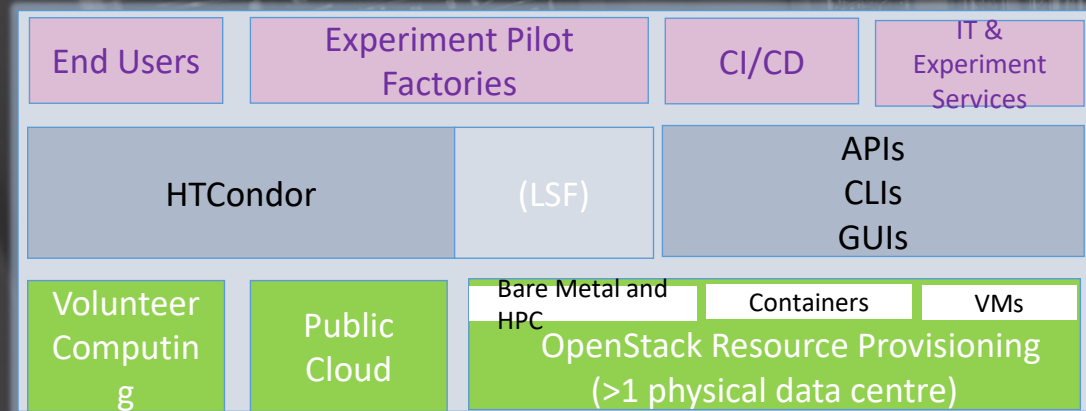 End Users
Experiment Pilot
Factories
CI/CD
IT &
Experiment
Services
HTCondor
(LSF)
APIs
CLIs
GUIs
Volunteer
Computin
g
Public
Cloud
Bare Metal and
HPC
Containers
VMs
OpenStack Resource Provisioning
(>1 physical data centre)